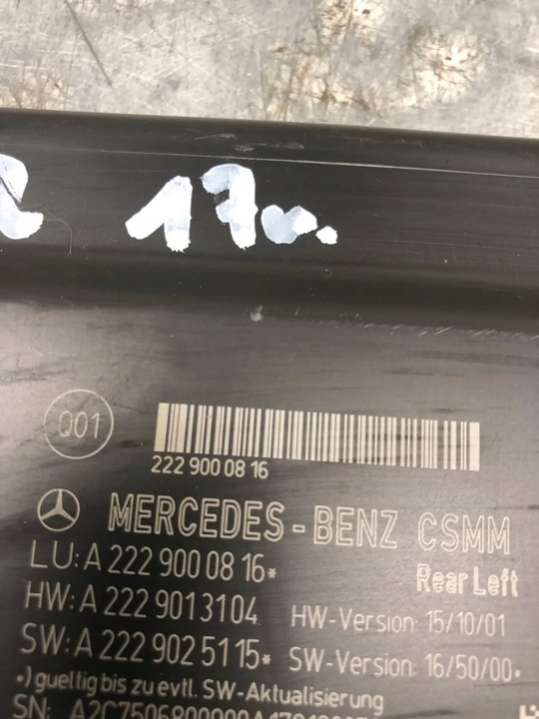 17r.
Q01
222 900 08 16
MERCEDES-BENZ CSMM
LU: A 222 900 08 16*
Rear Left
HW: A 222 901 31 04 HW-Version: 15/10/01
SW: A 222 902 51 15* SW-Version: 16/50/00*
*) gueltig bis zu evtl. SW-Aktualisierung